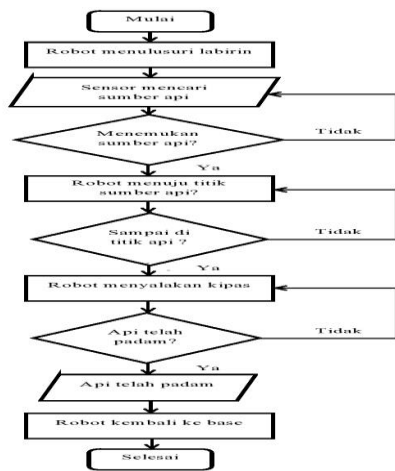 Mulai
Robot menulusuri labirin
Sensor mencari
sumber api
Menemukan
sumber api?
Tidak
Ya
Robot menuju titik
sumber api?
Sampai di
titik api ?
Tidak
Ya
Robot menyalakan kipas
Api telah
padam?
Tidak
Ya
Api telah padam
Robot kembali ke base
Selesai